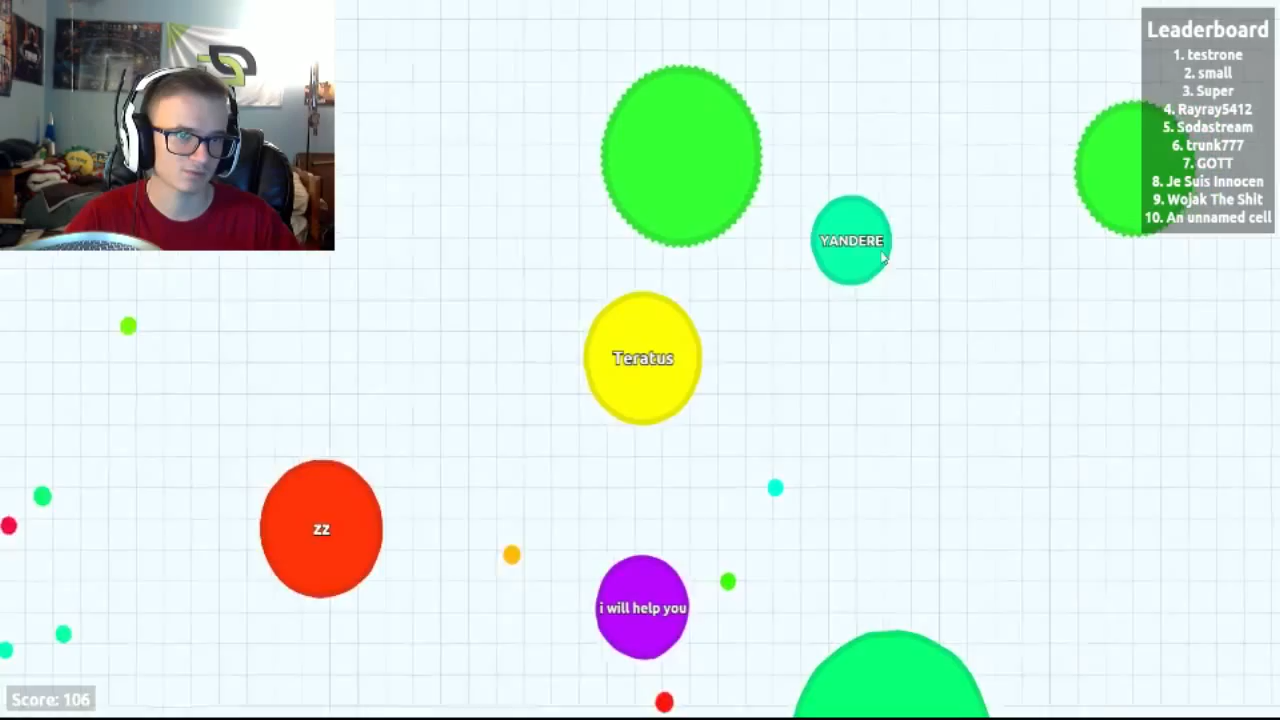 Leaderboard
1. testrone
2. small
3. Super
4. Rayray5412
5. Sodastream
6. trunk777
7. GOTT
8. Je Suis Innocen
9. Wojak The Shit
10. An unnamed cell
YANDERE
Teratus
zz
i will help you
Score: 106